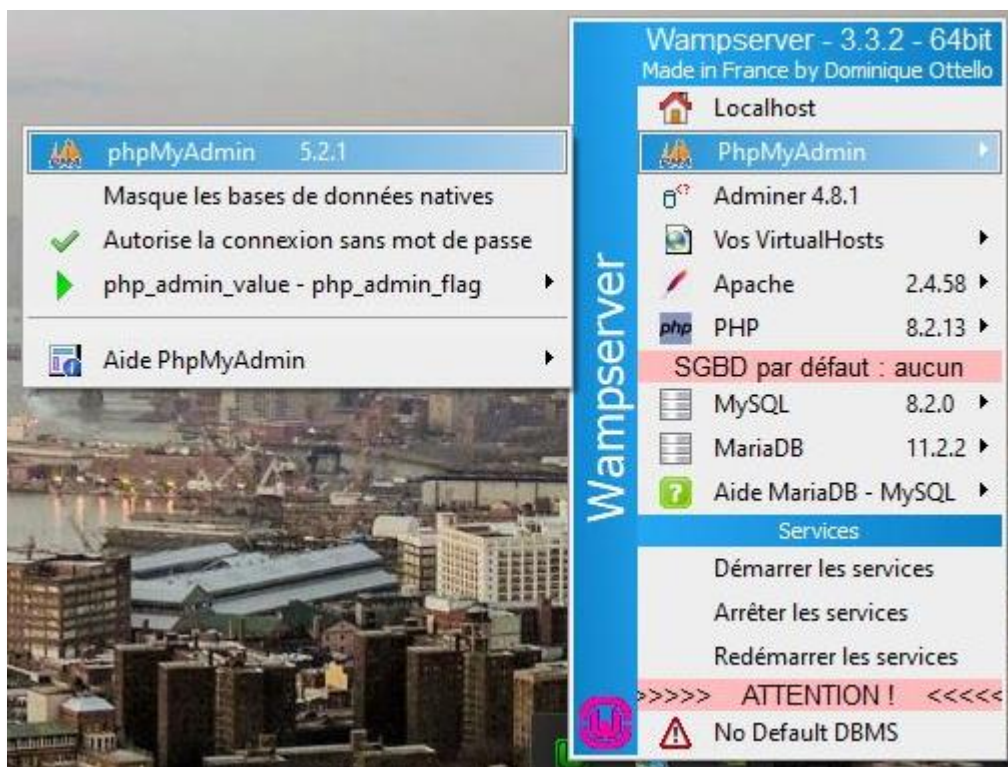 Wampserver - 3.3.2 - 64bit
Made in France by Dominique Ottello
Localhost
PhpMyAdmin
Adminer 4.8.1
Vos VirtualHosts
Apache 2.4.58
php PHP 8.2.13
SGBD par défaut : aucun
MySQL 8.2.0
MariaDB 11.2.2
Aide MariaDB - MySQL
Services
Démarrer les services
Arrêter les services
Redémarrer les services
>>>>> ATTENTION ! <<<<<
No Default DBMS
Wampserver
phpMyAdmin 5.2.1
Masque les bases de données natives
Autorise la connexion sans mot de passe
php_admin_value - php_admin_flag
Aide PhpMyAdmin